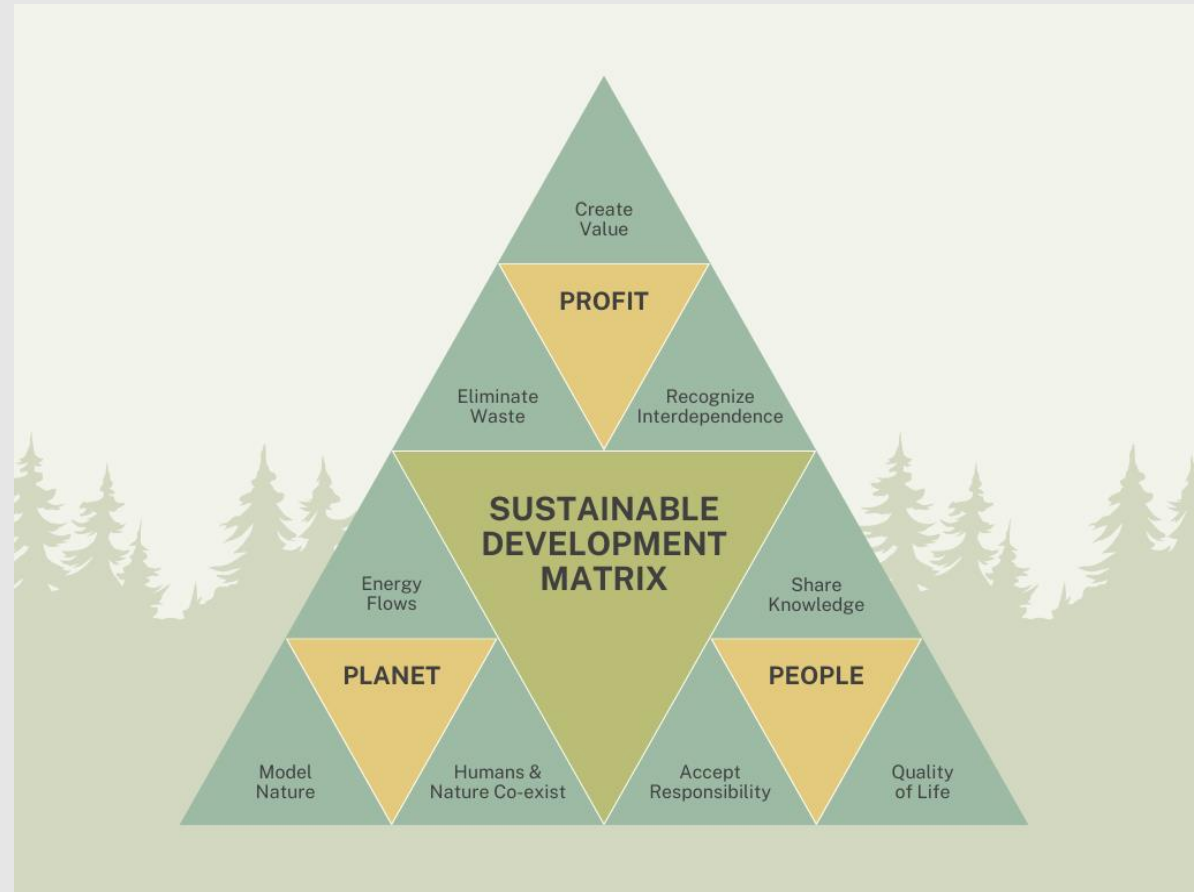 Create
Value
PROFIT
Eliminate
Waste
Recognize
Interdependence
SUSTAINABLE
DEVELOPMENT
MATRIX
Energy
Flows
Share
Knowledge
PLANET
PEOPLE
Model
Nature
Humans &
Nature Co-exist
Accept
Responsibility
Quality
of Life